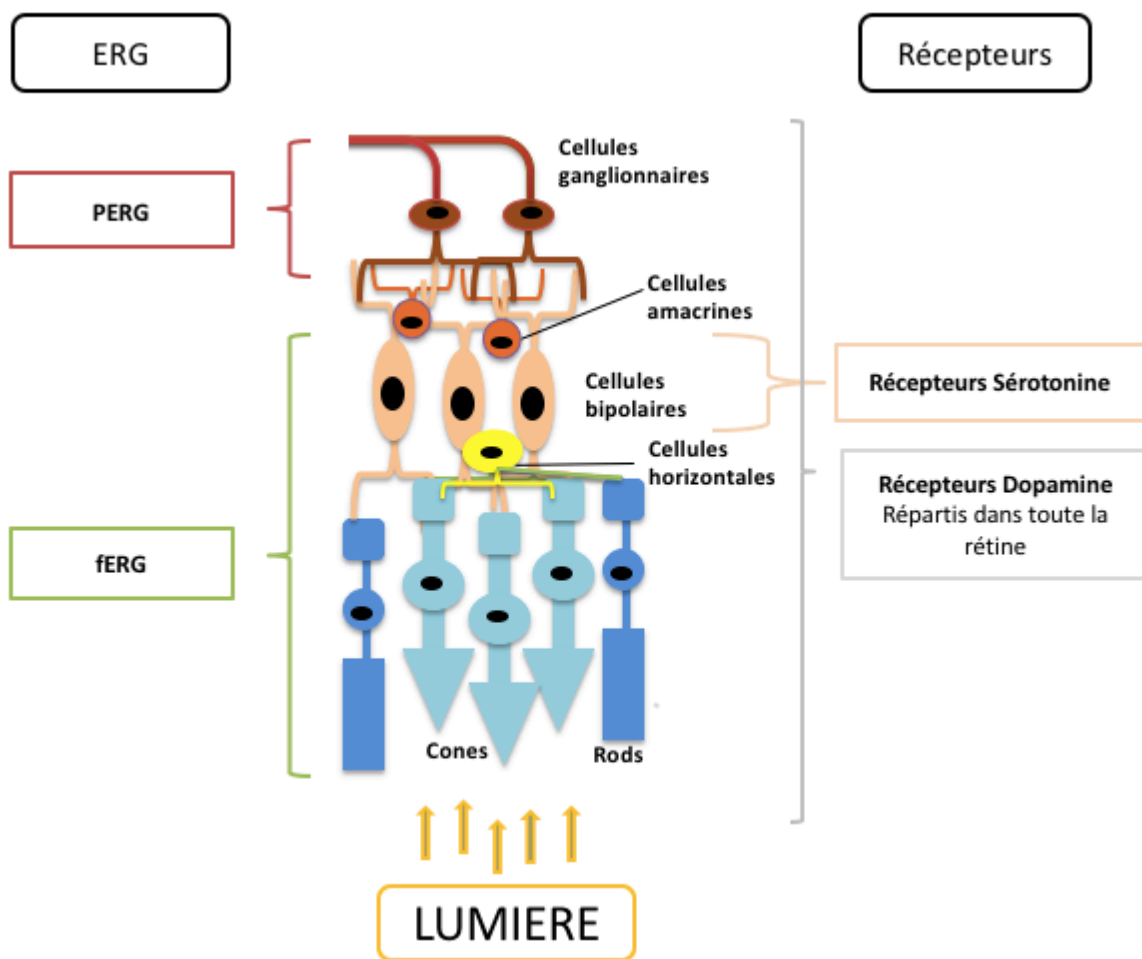 ERG
Récepteurs
Cellules
ganglionnaires
PERG
Cellules
amacrines
Cellules
bipolaires
Récepteurs Sérotonine
Cellules
horizontales
Récepteurs Dopamine
Répartis dans toute la
rétine
fERG
Cones
Rods
LUMIERE